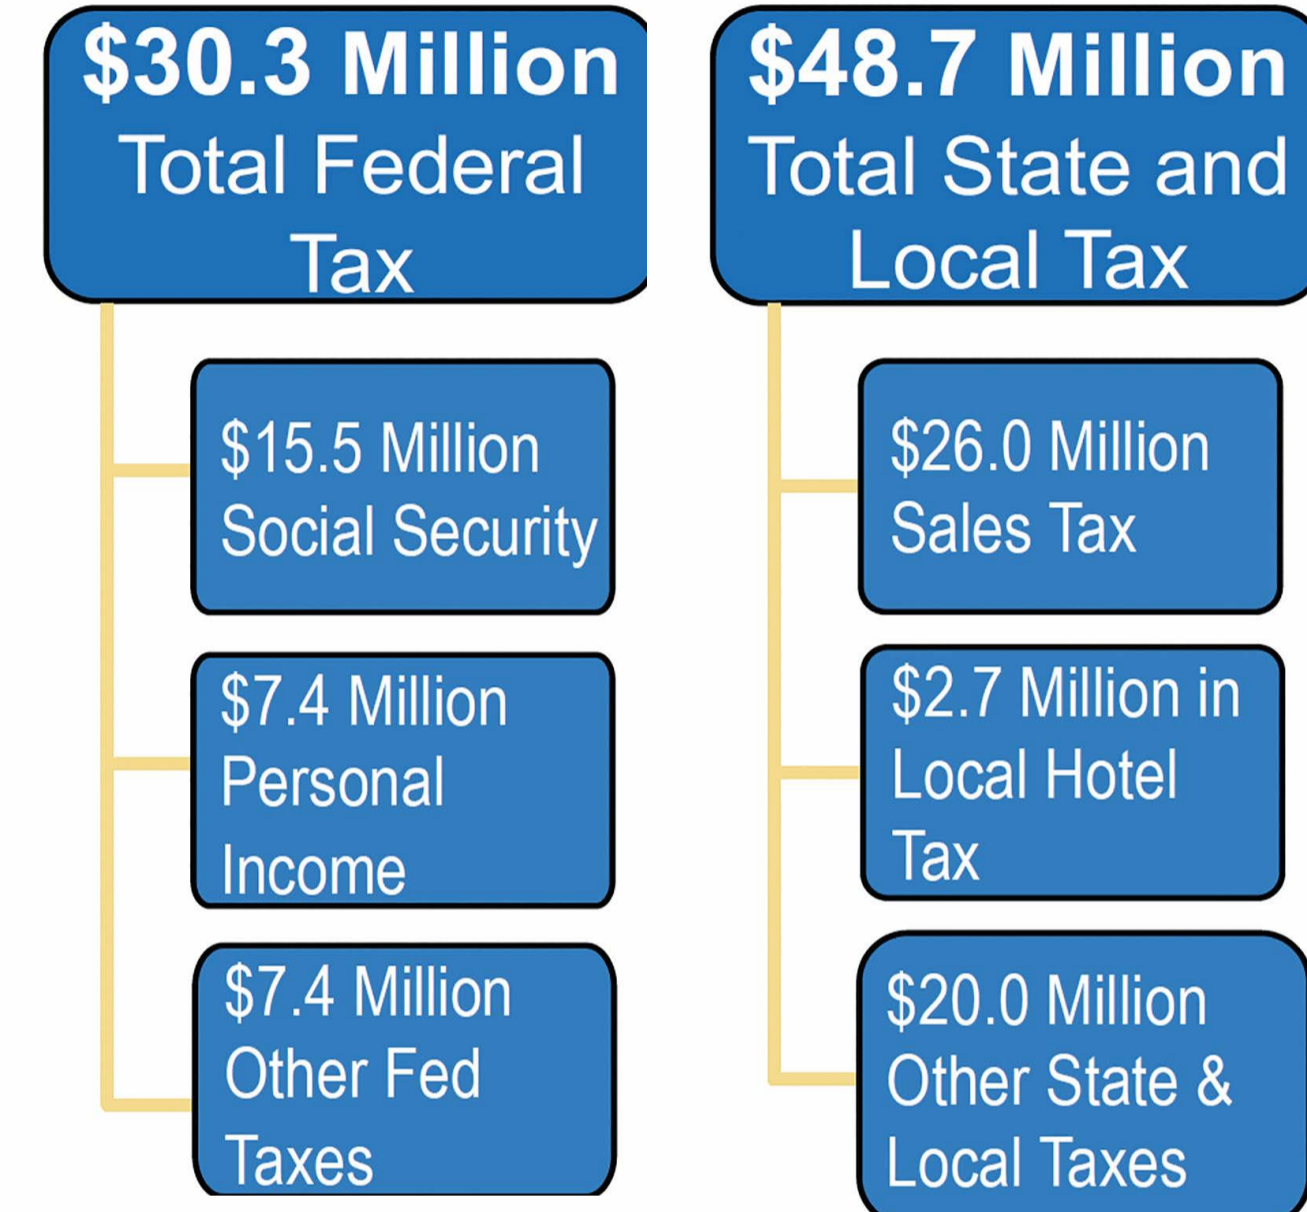 $30.3 Million
Total Federal
Tax
$15.5 Million
Social Security
$7.4 Million
Personal
Income
$7.4 Million
Other Fed
Taxes
$48.7 Million
Total State and
Local Tax
$26.0 Million
Sales Tax
$2.7 Million in
Local Hotel
Tax
$20.0 Million
Other State &
Local Taxes